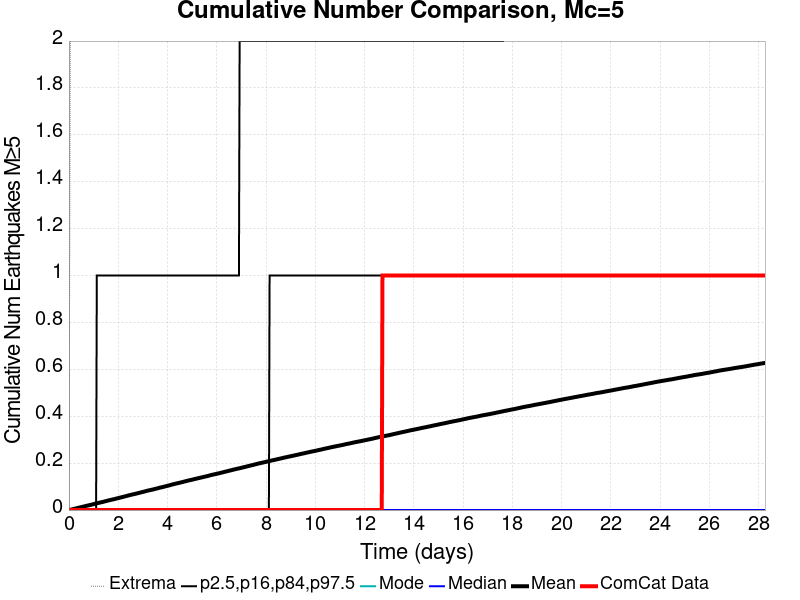 Cumulative Number Comparison, Mc=5
Cumulative Num Earthquakes M≥5
2
1.8
1.6
1.4
1.2
1
0.8
0.6
0.4
0.2
0
0 2 4 6 8 10 12 14 16 18 20 22 24 26 28
Time (days)
Extrema p2.5,p16,p84,p97.5 Mode Median Mean ComCat Data